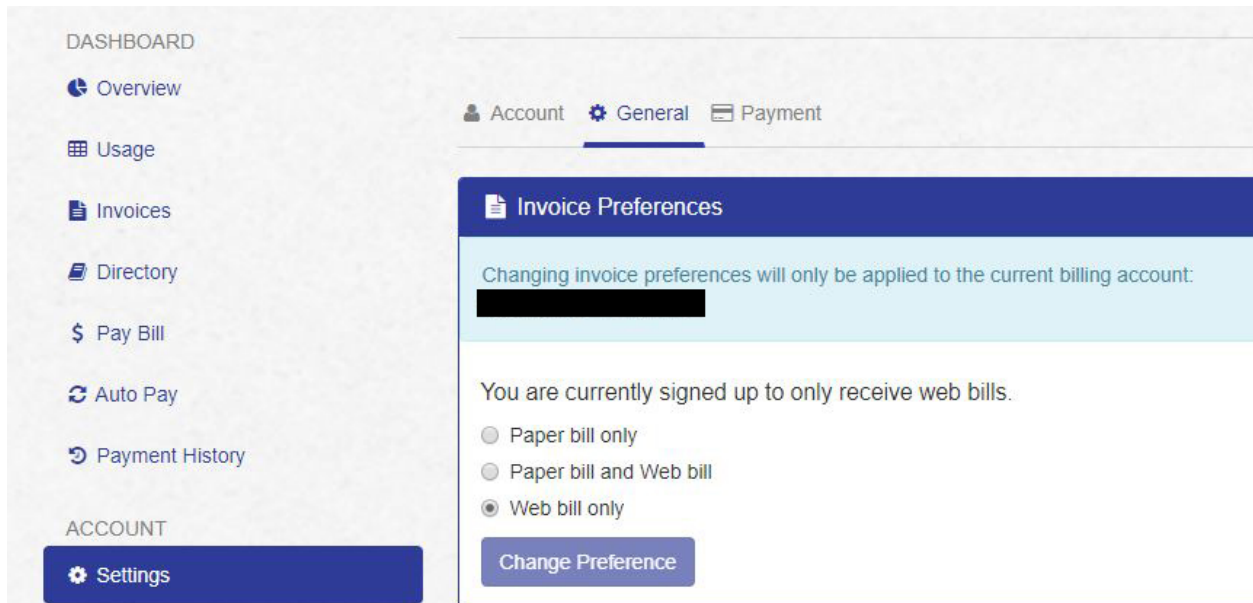 DASHBOARD
Overview
Usage
Invoices
Directory
$ Pay Bill
Auto Pay
Payment History
ACCOUNT
Settings
Account General Payment
Invoice Preferences
Changing invoice preferences will only be applied to the current billing account:
You are currently signed up to only receive web bills.
Paper bill only
Paper bill and Web bill
Web bill only
Change Preference